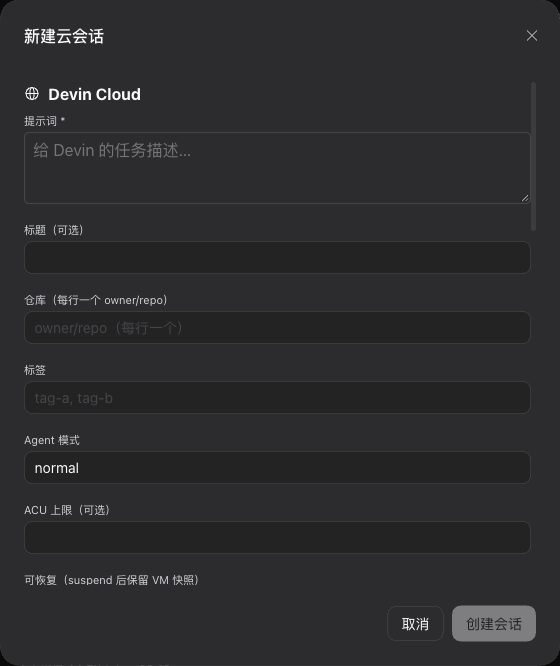 新建云会话
Devin Cloud
提示词 *
给 Devin 的任务描述...
标题（可选）
仓库（每行一个 owner/repo）
owner/repo（每行一个）
标签
tag-a, tag-b
Agent 模式
normal
ACU 上限（可选）
可恢复（suspend 后保留 VM 快照）
取消
创建会话